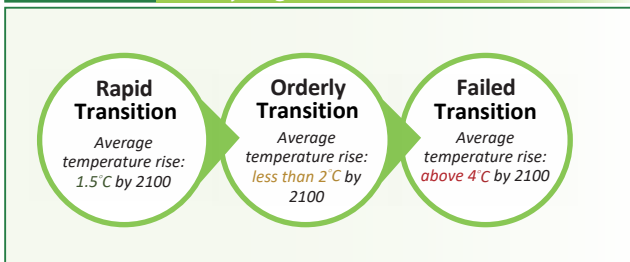 Rapid
Transition
Average
temperature rise:
1.5°C by 2100
Orderly
Transition
Average
temperature rise:
less than 2°C by
2100
Failed
Transition
Average
temperature rise:
above 4°C by 2100